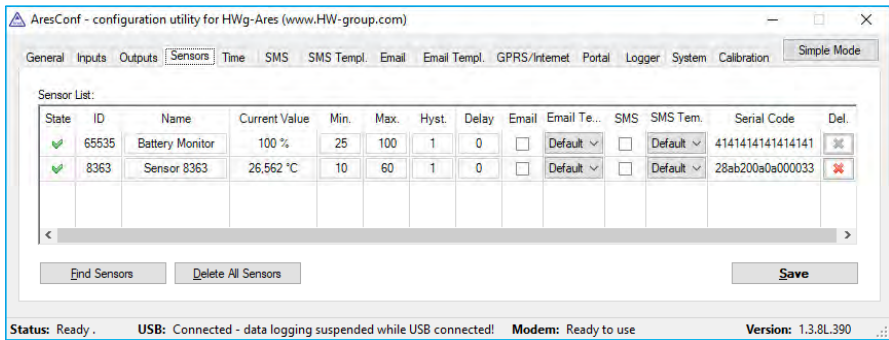 AresConf - configuration utility for HWg-Ares (www.HW-group.com)
General Inputs Outputs Sensors Time SMS SMS Templ. Email Email Templ. GPRS/Internet Portal Logger System Calibration Simple Mode
Sensor List:
State ID Name Current Value Min. Max. Hyst. Delay Email Email Te... SMS SMS Tem. Serial Code Del.
65535 Battery Monitor 100 % 25 100 1 0 Default Default 4141414141414141
8363 Sensor 8363 26,562 °C 10 60 1 0 Default Default 28ab200a0a000033
Find Sensors Delete All Sensors Save
Status: Ready . USB: Connected - data logging suspended while USB connected! Modem: Ready to use Version: 1.3.8L.390